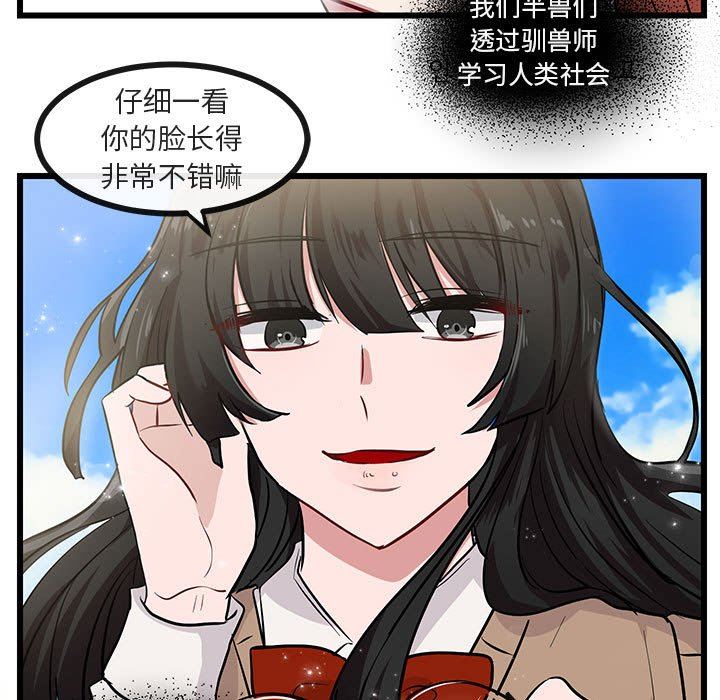 我们半兽们
透过驯兽师
学习人类社会
仔细一看
你的脸长得
非常不错嘛